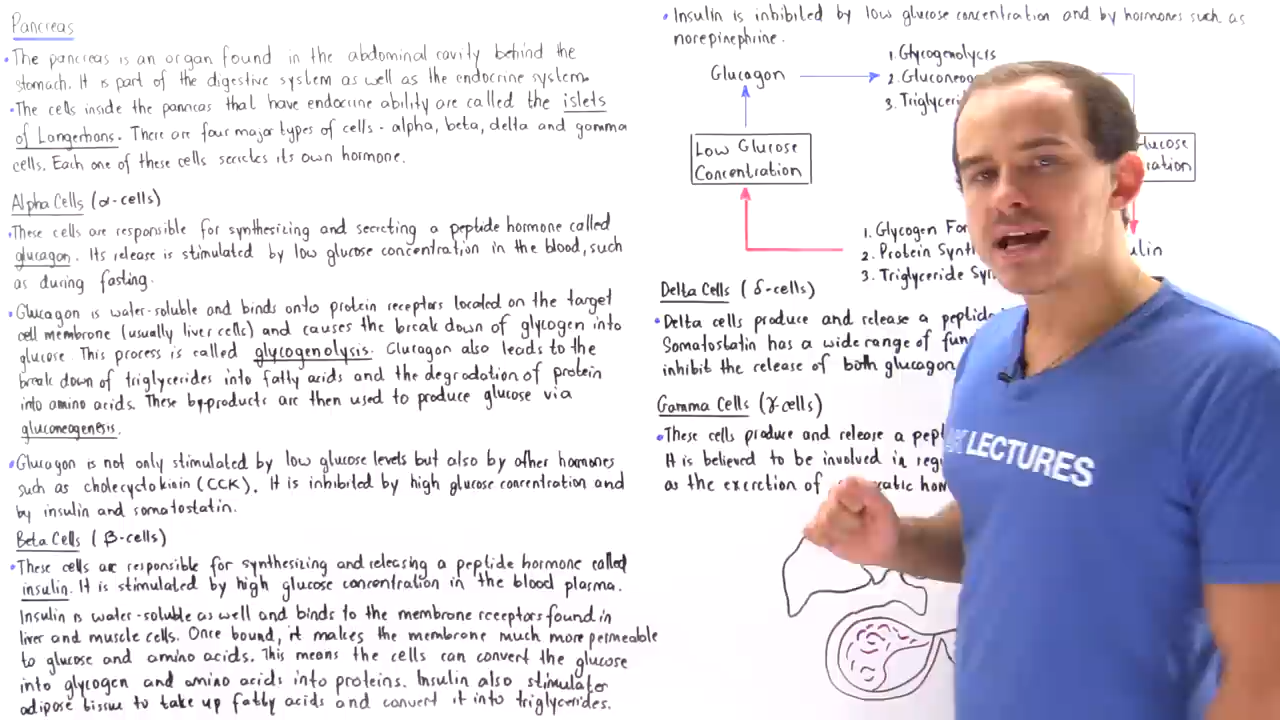 Pancreas
• The pancreas is an organ found in the abdominal cavity behind the
stomach. It is part of the digestive system as well as the endocrine system.
• The cells inside the pancreas that have endocrine ability are called the islets
of Langerhans. There are four major types of cells - alpha, beta, delta and gamma
cells. Each one of these cells secretes its own hormone.
Alpha Cells (α-cells)
• These cells are responsible for synthesizing and secreting a peptide hormone called
glucagon. Its release is stimulated by low glucose concentration in the blood, such
as during fasting.
• Glucagon is water-soluble and binds onto protein receptors located on the target
cell membrane (usually liver cells) and causes the break down of glycogen into
glucose. This process is called glycogenolysis. Glucagon also leads to the
break down of triglycerides into fatty acids and the degradation of protein
into amino acids. These byproducts are then used to produce glucose via
gluconeogenesis.
• Glucagon is not only stimulated by low glucose levels but also by other hormones
such as cholecystokinin (CCK). It is inhibited by high glucose concentration and
by insulin and somatostatin.
Beta Cells (β-cells)
• These cells are responsible for synthesizing and releasing a peptide hormone called
insulin. It is stimulated by high glucose concentration in the blood plasma.
Insulin is water-soluble as well and binds to the membrane receptors found in
liver and muscle cells. Once bound, it makes the membrane much more permeable
to glucose and amino acids. This means the cells can convert the glucose
into glycogen and amino acids into proteins. Insulin also stimulates
adipose tissue to take up fatty acids and convert it into triglycerides.
• Insulin is inhibited by low glucose concentration and by hormones such as
norepinephrine.
Glucagon
1. Glycogenolysis
2. Gluconeog
3. Triglycerid
Low Glucose
Concentration
lucose
ration
1. Glycogen For
2. Protein Synt
3. Triglyceride Syn
ulin
Delta Cells (δ-cells)
• Delta cells produce and release a peptide
Somatostatin has a wide range of fun
inhibit the release of both glucagon
Gamma Cells (γ-cells)
• These cells produce and release a pept
It is believed to be involved in reg
as the excretion of
LECTURES